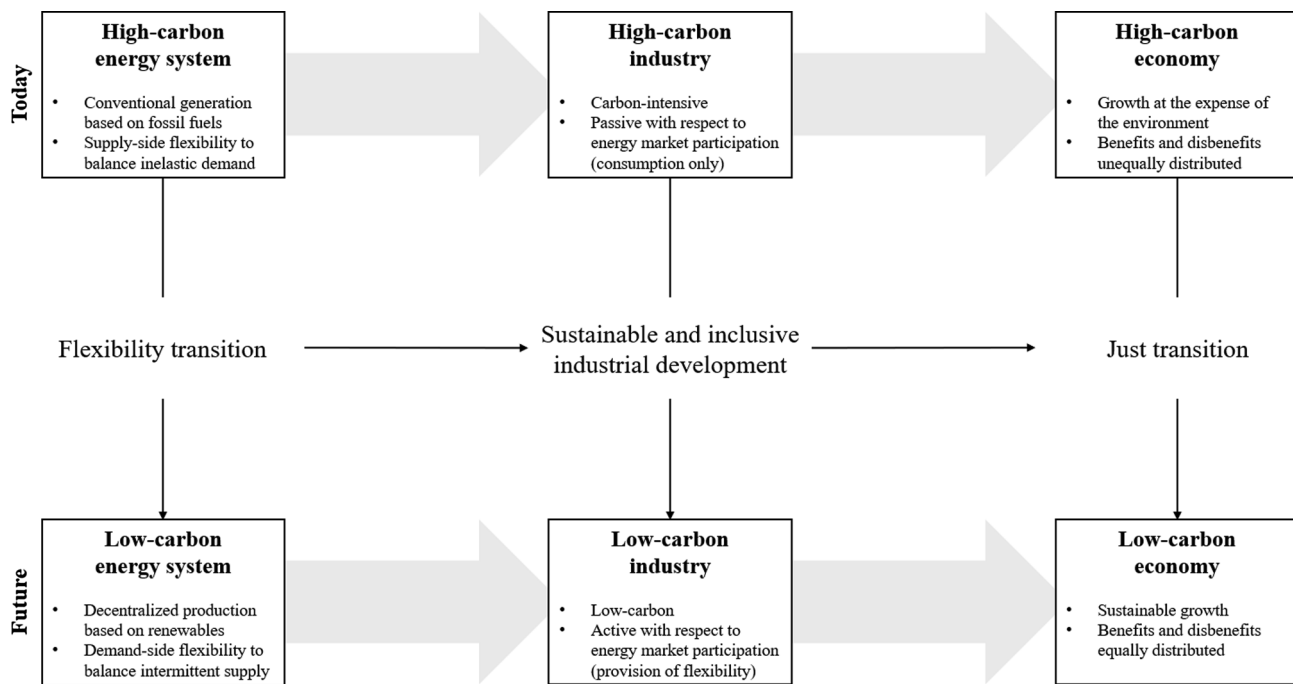 Today
High-carbon
energy system
• Conventional generation
based on fossil fuels
• Supply-side flexibility to
balance inelastic demand
High-carbon
industry
• Carbon-intensive
• Passive with respect to
energy market participation
(consumption only)
High-carbon
economy
• Growth at the expense of
the environment
• Benefits and disbenefits
unequally distributed
Flexibility transition
Sustainable and inclusive
industrial development
Just transition
Future
Low-carbon
energy system
• Decentralized production
based on renewables
• Demand-side flexibility to
balance intermittent supply
Low-carbon
industry
• Low-carbon
• Active with respect to
energy market participation
(provision of flexibility)
Low-carbon
economy
• Sustainable growth
• Benefits and disbenefits
equally distributed